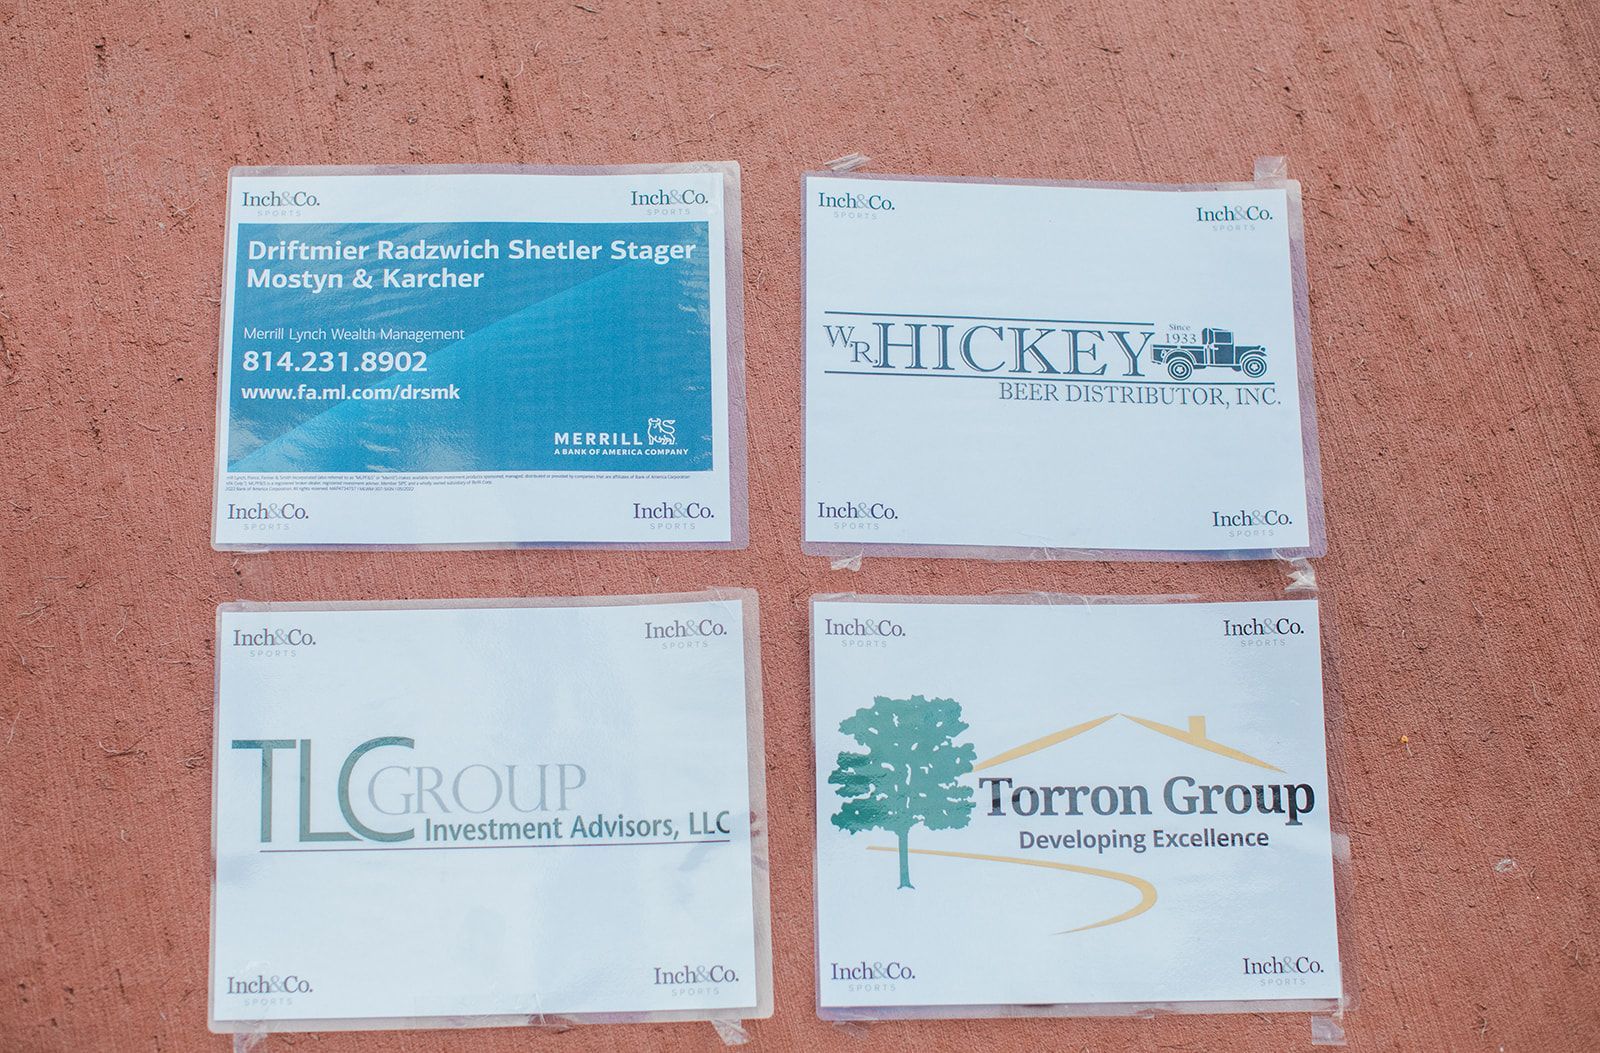 Inch&Co.
SPORTS
Inch&Co.
SPORTS
Driftmier Radzwich Shetler Stager
Mostyn & Karcher
Merrill Lynch Wealth Management
814.231.8902
www.fa.ml.com/drsmk
MERRILL
A BANK OF AMERICA COMPANY
Inch&Co.
SPORTS
Inch&Co.
SPORTS
Inch&Co.
SPORTS
Inch&Co.
SPORTS
W.R. HICKEY
Since
1933
BEER DISTRIBUTOR, INC.
Inch&Co.
SPORTS
Inch&Co.
SPORTS
Inch&Co.
SPORTS
Inch&Co.
SPORTS
TLC GROUP
Investment Advisors, LLC
Inch&Co.
SPORTS
Inch&Co.
SPORTS
Inch&Co.
SPORTS
Inch&Co.
SPORTS
Torron Group
Developing Excellence
Inch&Co.
SPORTS
Inch&Co.
SPORTS